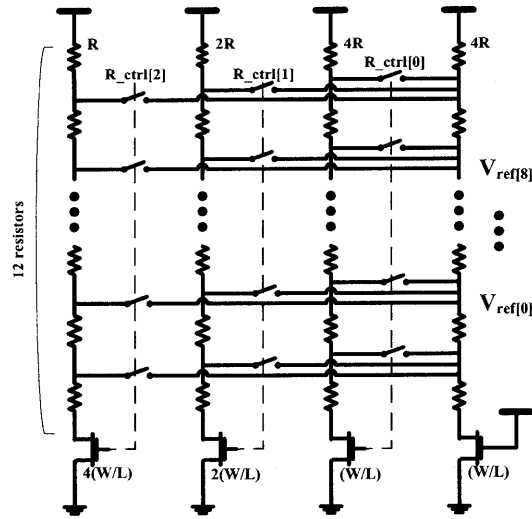 R
2R
4R
4R
R_ctrl[2]
R_ctrl[1]
R_ctrl[0]
Vref[8]
12 resistors
Vref[0]
4(W/L)
2(W/L)
(W/L)
(W/L)